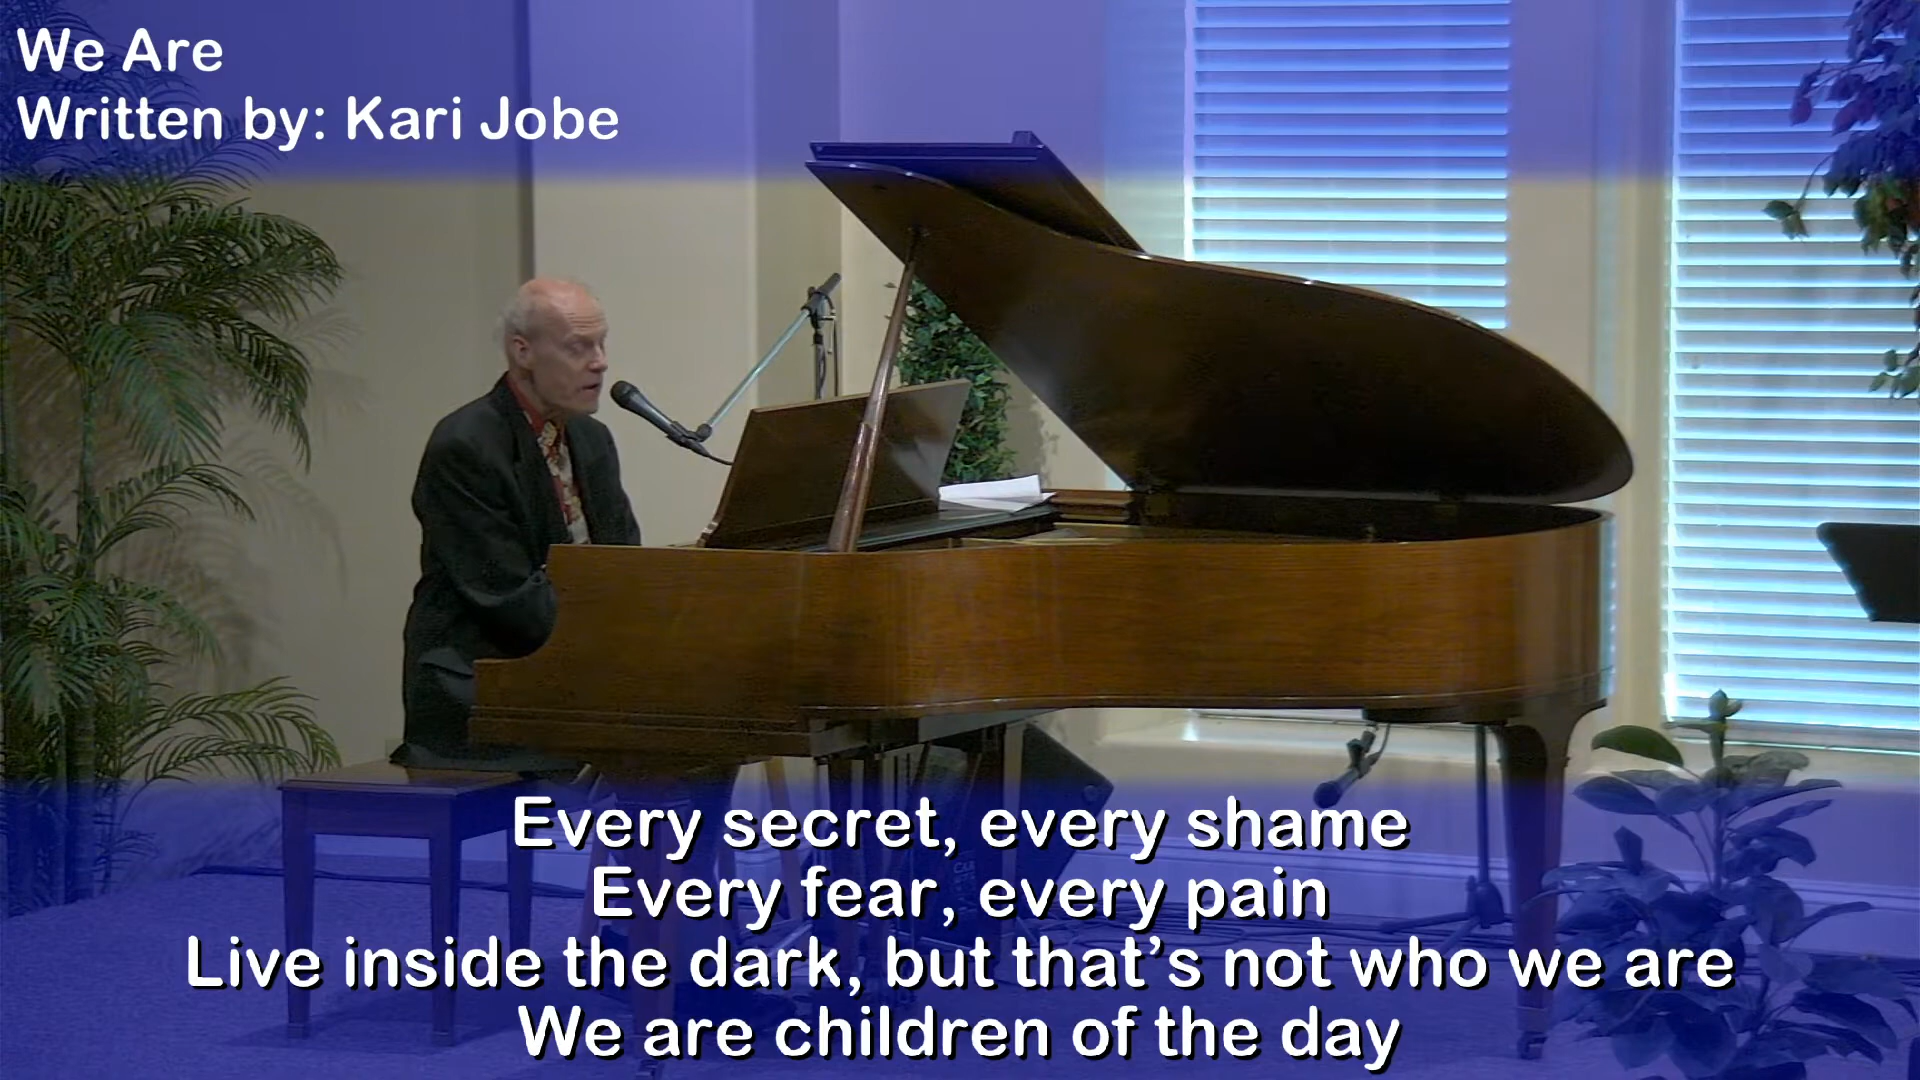 We Are
Written by: Kari Jobe
Every secret, every shame
Every fear, every pain
Live inside the dark, but that's not who we are
We are children of the day